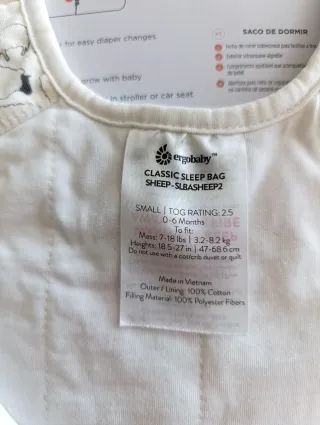 SACO DE DORMIR
for easy diaper changes
grow with baby
in stroller or car seat
ergobaby™
CLASSIC SLEEP BAG
SHEEP-SLBASHEEP2
SMALL | TOG RATING: 2.5
0-6 Months
To fit:
Mass: 7-18 lbs | 3.2-8.2 kg
Heights: 18.5-27 in. | 47-68.6 cm
Do not use with a cot/crib duvet or quilt
Made in Vietnam
Outer / Lining: 100% Cotton
Filling Material: 100% Polyester Fibers